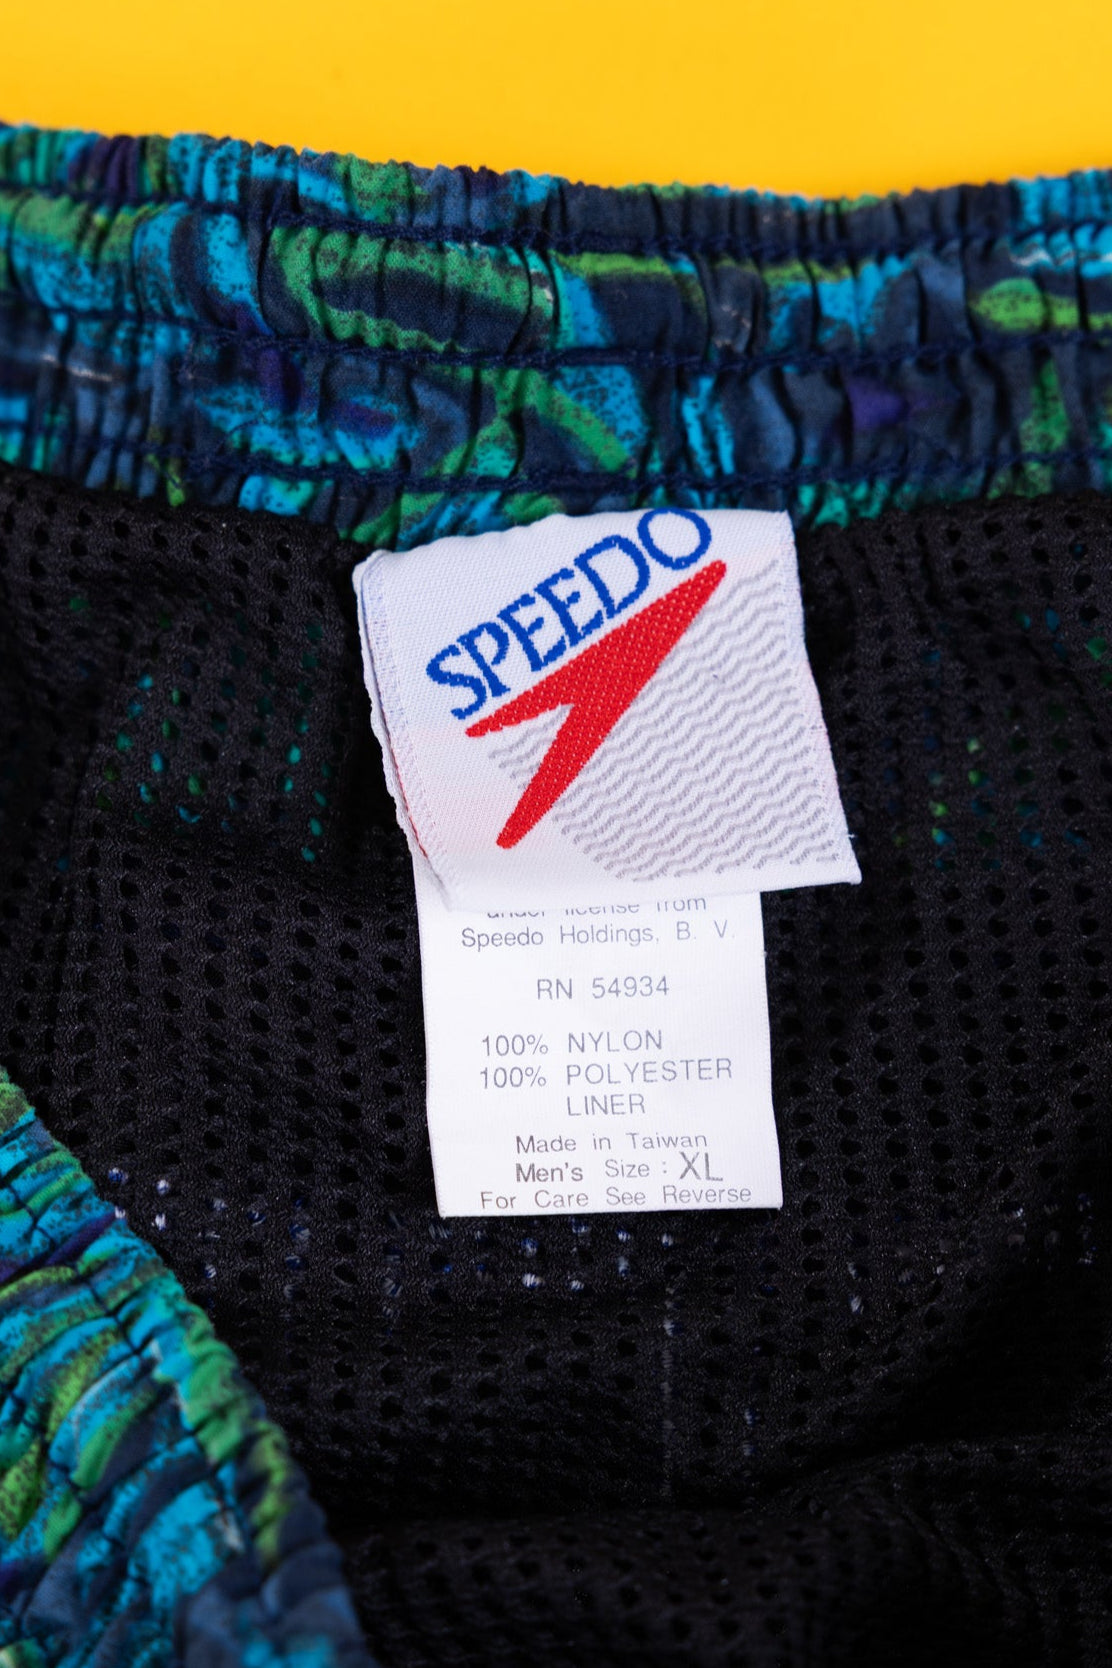 SPEEDO
under license from
Speedo Holdings, B. V.
RN 54934
100% NYLON
100% POLYESTER
LINER
Made in Taiwan
Men's Size : XL
For Care See Reverse